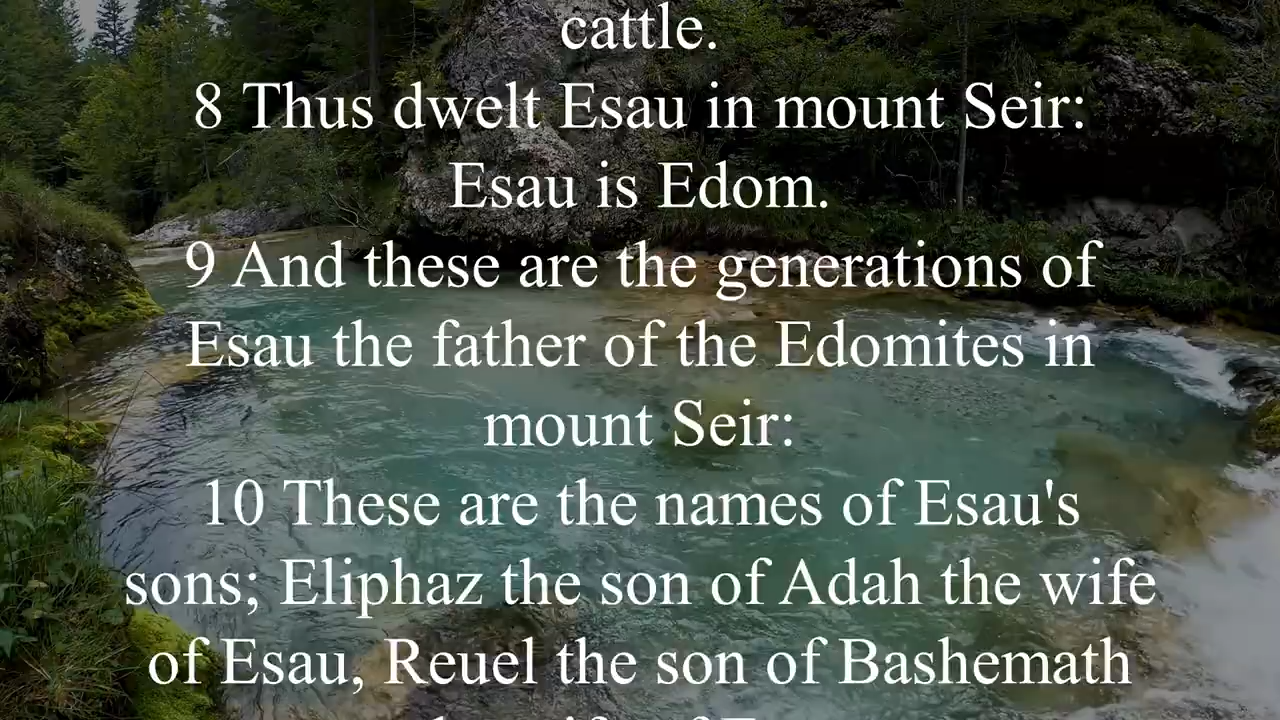 cattle.
8 Thus dwelt Esau in mount Seir:
Esau is Edom.
9 And these are the generations of
Esau the father of the Edomites in
mount Seir:
10 These are the names of Esau's
sons; Eliphaz the son of Adah the wife
of Esau, Reuel the son of Bashemath